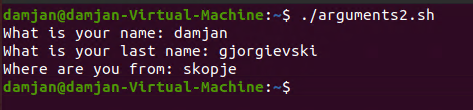 damjan@damjan-Virtual-Machine:~$ ./arguments2.sh
What is your name: damjan
What is your last name: gjorgievski
Where are you from: skopje
damjan@damjan-Virtual-Machine:~$